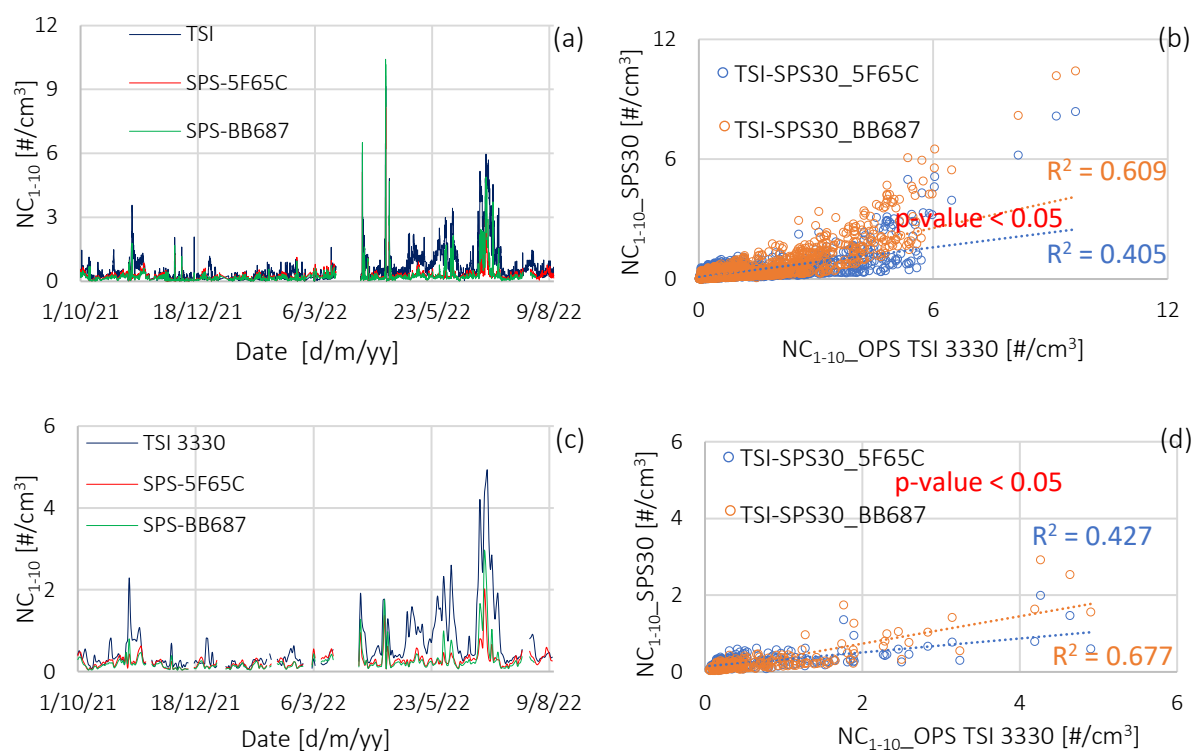 (a)
TSI
SPS-5F65C
SPS-BB687
NC₁₋₁₀ [#/cm³]
12
9
6
3
0
1/10/21 18/12/21 6/3/22 23/5/22 9/8/22
Date [d/m/yy]
(b)
TSI-SPS30_5F65C
TSI-SPS30_BB687
NC₁₋₁₀_SPS30 [#/cm³]
12
6
0
R² = 0.609
p-value < 0.05
R² = 0.405
0 6 12
NC₁₋₁₀_OPS TSI 3330 [#/cm³]
(c)
TSI 3330
SPS-5F65C
SPS-BB687
NC₁₋₁₀ [#/cm³]
6
4
2
0
1/10/21 18/12/21 6/3/22 23/5/22 9/8/22
Date [d/m/yy]
(d)
TSI-SPS30_5F65C
p-value < 0.05
TSI-SPS30_BB687
NC₁₋₁₀_SPS30 [#/cm³]
6
4
2
0
R² = 0.427
R² = 0.677
0 2 4 6
NC₁₋₁₀_OPS TSI 3330 [#/cm³]